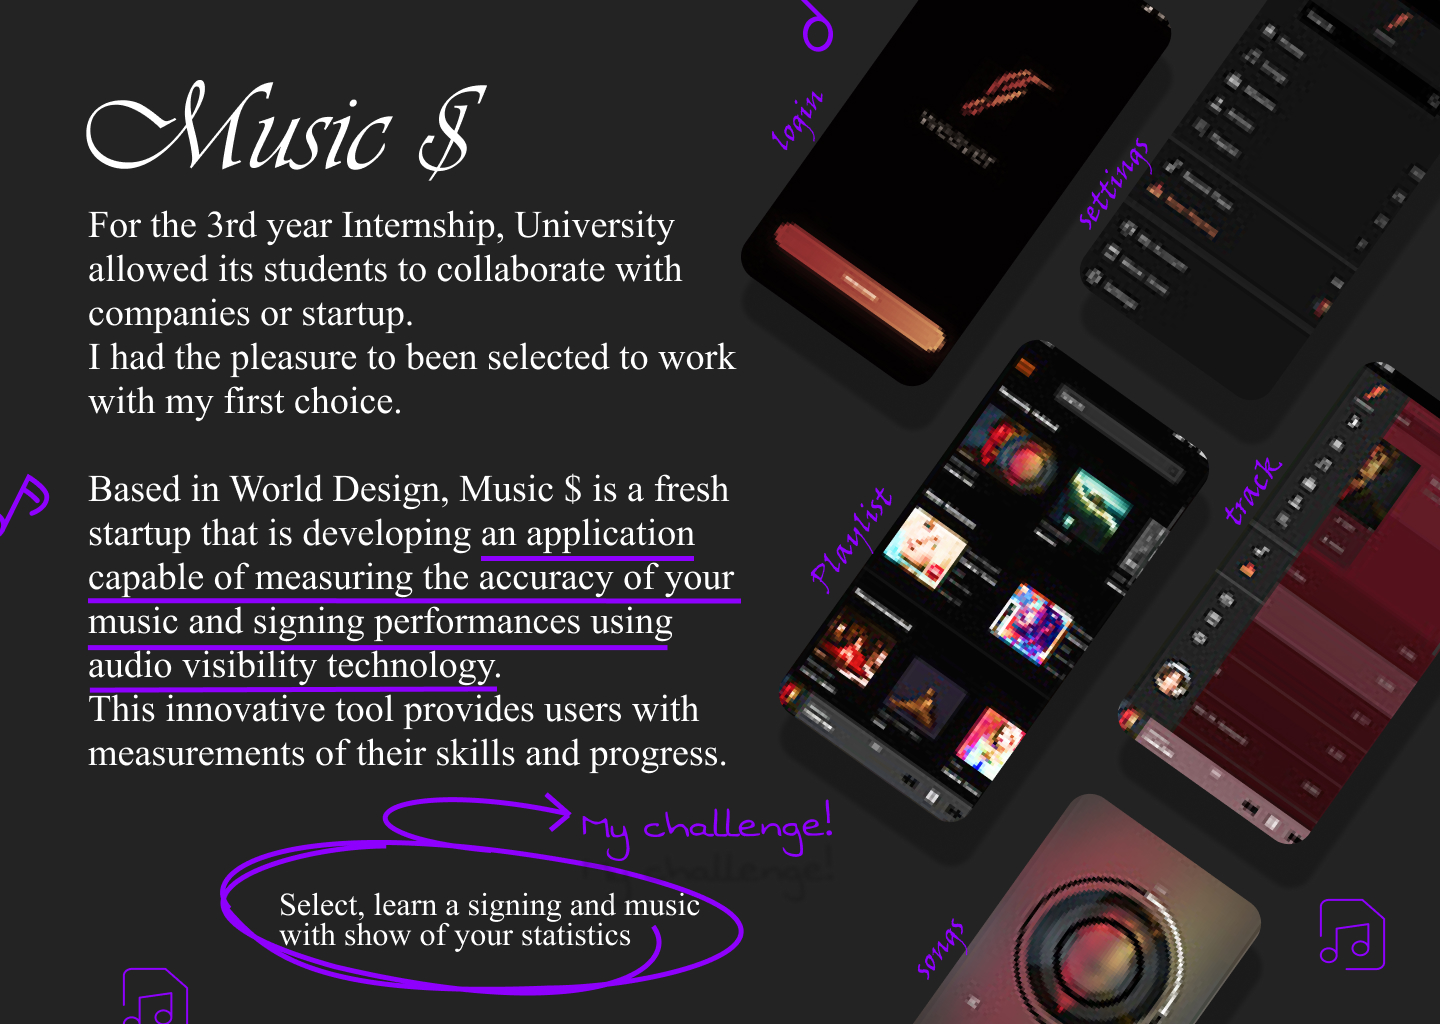 Music $
For the 3rd year Internship, University
allowed its students to collaborate with
companies or startup.
I had the pleasure to been selected to work
with my first choice.
Based in World Design, Music $ is a fresh
startup that is developing an application
capable of measuring the accuracy of your
music and signing performances using
audio visibility technology.
This innovative tool provides users with
measurements of their skills and progress.
My challenge!
Select, learn a signing and music
with show of your statistics
login
weaver
settings
Playlist
track
songs